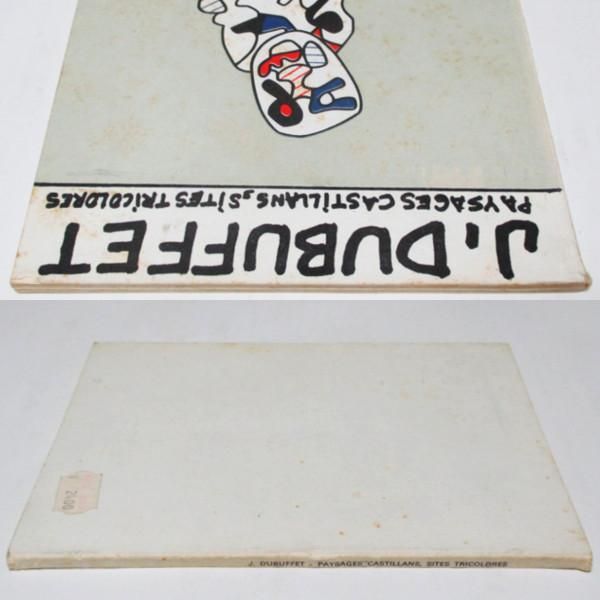 J. DUBUFFET
PAYSAGES CASTILLANS, SiTES TRiCOLORES
J. DUBUFFET - PAYSAGES CASTILLANS, SITES TRICOLORES